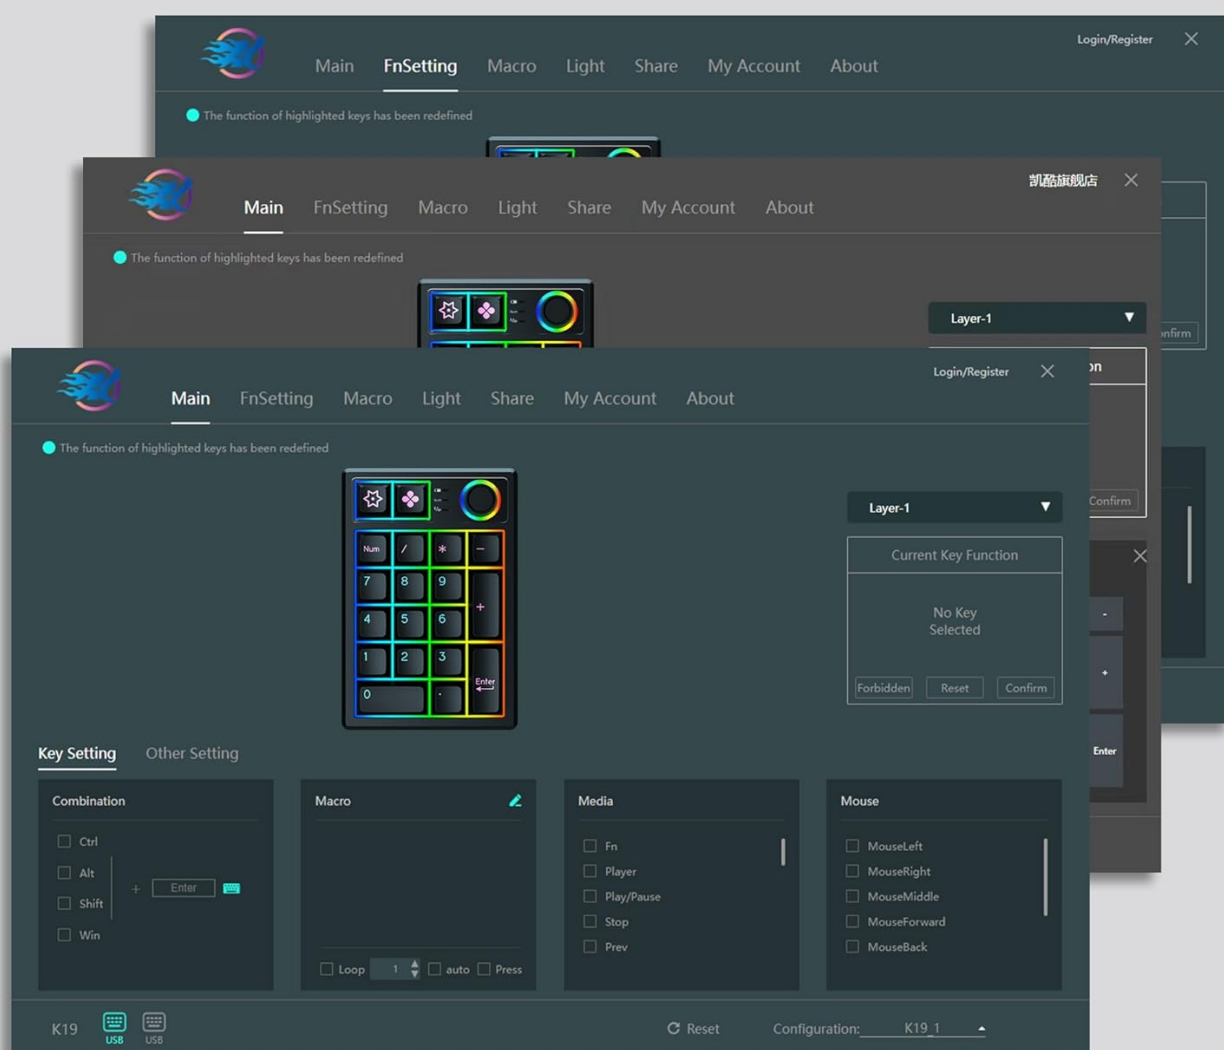 Login/Register
Main FnSetting Macro Light Share My Account About
The function of highlighted keys has been redefined
凯酷旗舰店
Main FnSetting Macro Light Share My Account About
The function of highlighted keys has been redefined
Layer-1
nfirm
Login/Register
on
Main FnSetting Macro Light Share My Account About
The function of highlighted keys has been redefined
Layer-1
Confirm
Num / * -
Current Key Function
7 8 9
+
No Key
Selected
4 5 6
1 2 3
Enter
Forbidden Reset Confirm
0 .
-
+
Enter
Key Setting Other Setting
Combination
Ctrl
Alt
+ Enter
Shift
Win
Macro
Loop 1 auto Press
Media
Fn
Player
Play/Pause
Stop
Prev
Mouse
MouseLeft
MouseRight
MouseMiddle
MouseForward
MouseBack
K19 USB USB
Reset
Configuration: K19_1